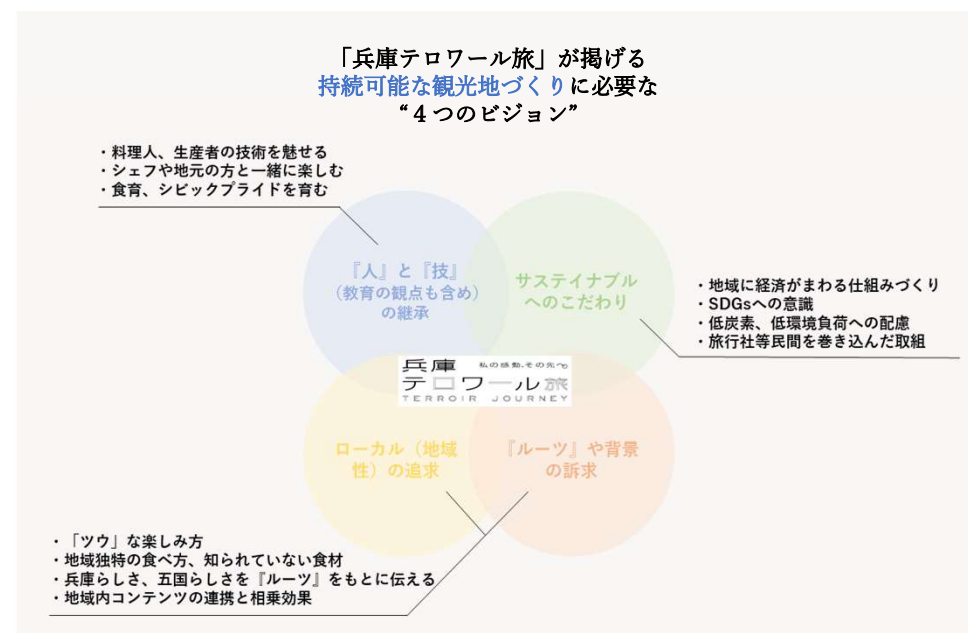 「兵庫テロワール旅」が掲げる
持続可能な観光地づくりに必要な
“４つのビジョン”
・料理人、生産者の技術を魅せる
・シェフや地元の方と一緒に楽しむ
・食育、シビックプライドを育む
『人』と『技』
（教育の観点も含め）
の継承
サステイナブル
へのこだわり
・地域に経済がまわる仕組みづくり
・SDGsへの意識
・低炭素、低環境負荷への配慮
・旅行社等民間を巻き込んだ取組
兵庫 私の感動、その先へ
テロワール旅
TERROIR JOURNEY
ローカル（地域
性）の追求
『ルーツ』や背景
の訴求
・「ツウ」な楽しみ方
・地域独特の食べ方、知られていない食材
・兵庫らしさ、五国らしさを『ルーツ』をもとに伝える
・地域内コンテンツの連携と相乗効果